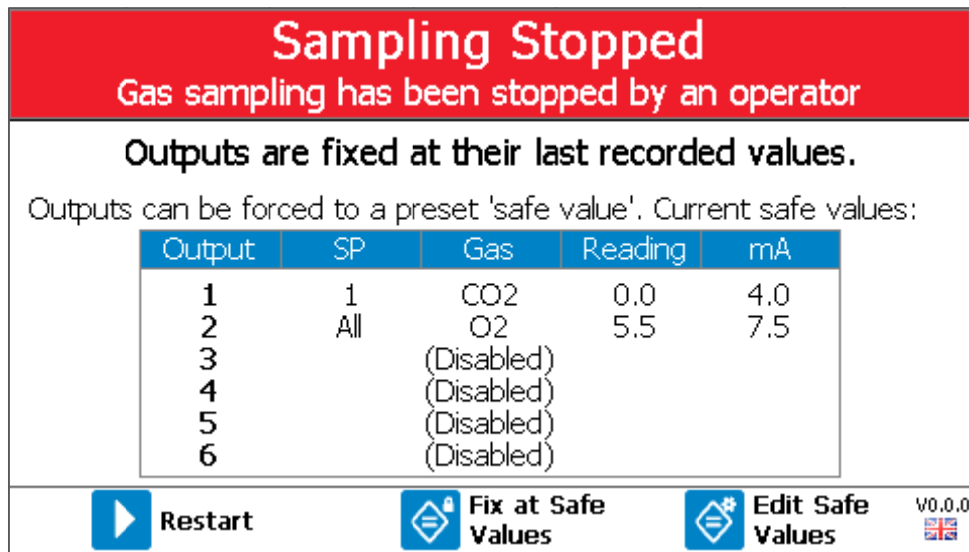 Sampling Stopped
Gas sampling has been stopped by an operator
Outputs are fixed at their last recorded values.
Outputs can be forced to a preset 'safe value'. Current safe values:
Output SP Gas Reading mA
1 1 CO2 0.0 4.0
2 All O2 5.5 7.5
3 (Disabled)
4 (Disabled)
5 (Disabled)
6 (Disabled)
Restart
Fix at Safe
Values
Edit Safe
Values
V0.0.0